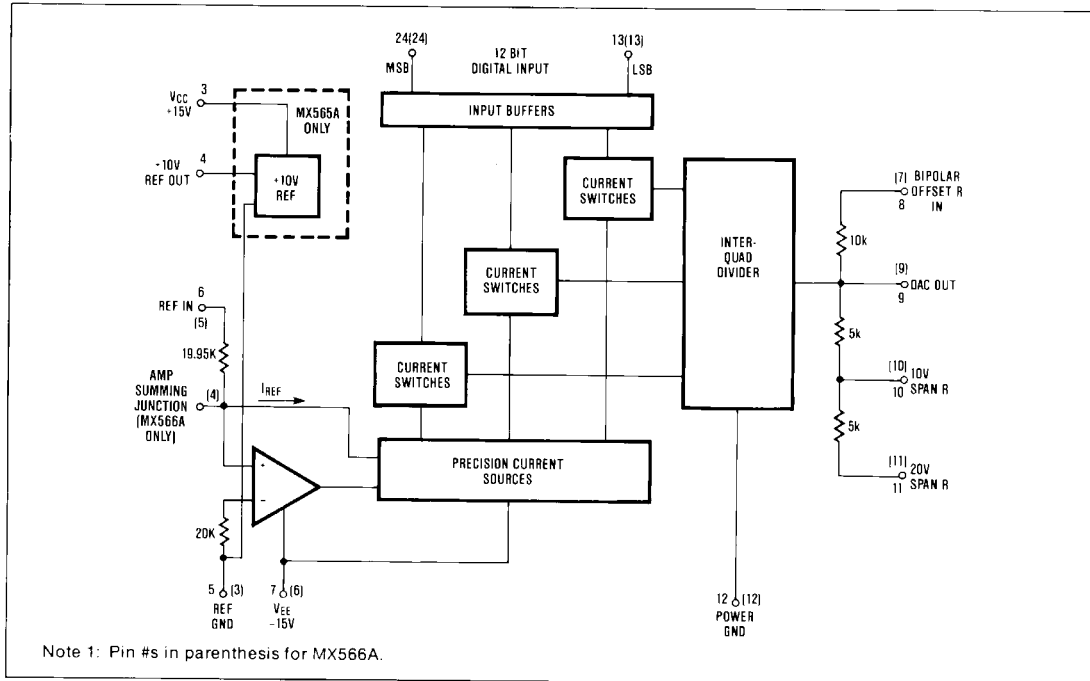 24(24)
13(13)
MSB
12 BIT
DIGITAL INPUT
LSB
INPUT BUFFERS
3
VCC
+15V
MX565A
ONLY
4
+10V
REF OUT
+10V
REF
CURRENT
SWITCHES
CURRENT
SWITCHES
CURRENT
SWITCHES
INTER-
QUAD
DIVIDER
(7) BIPOLAR
OFFSET R
8 IN
10k
(9)
DAC OUT
9
5k
(10) 10V
10 SPAN R
5k
(11) 20V
11 SPAN R
6
REF IN
(5)
19.95K
AMP
SUMMING
JUNCTION
(MX566A
ONLY)
(4)
IREF
+
−
PRECISION CURRENT
SOURCES
20K
5 (3)
REF
GND
7 (6)
VEE
-15V
12 (12)
POWER
GND
Note 1: Pin #s in parenthesis for MX566A.